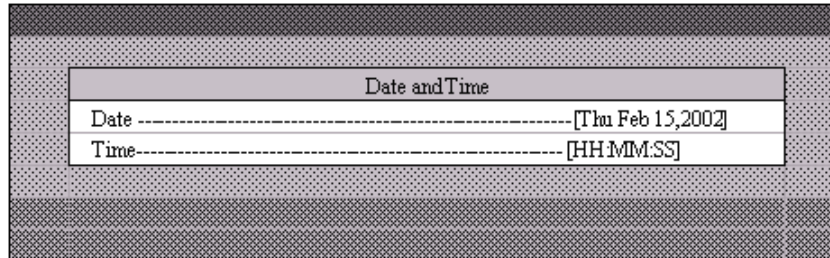 Date and Time
Date -----------------------------------------------------------[Thu Feb 15,2002]
Time---------------------------------------------------------- [HH:MM:SS]